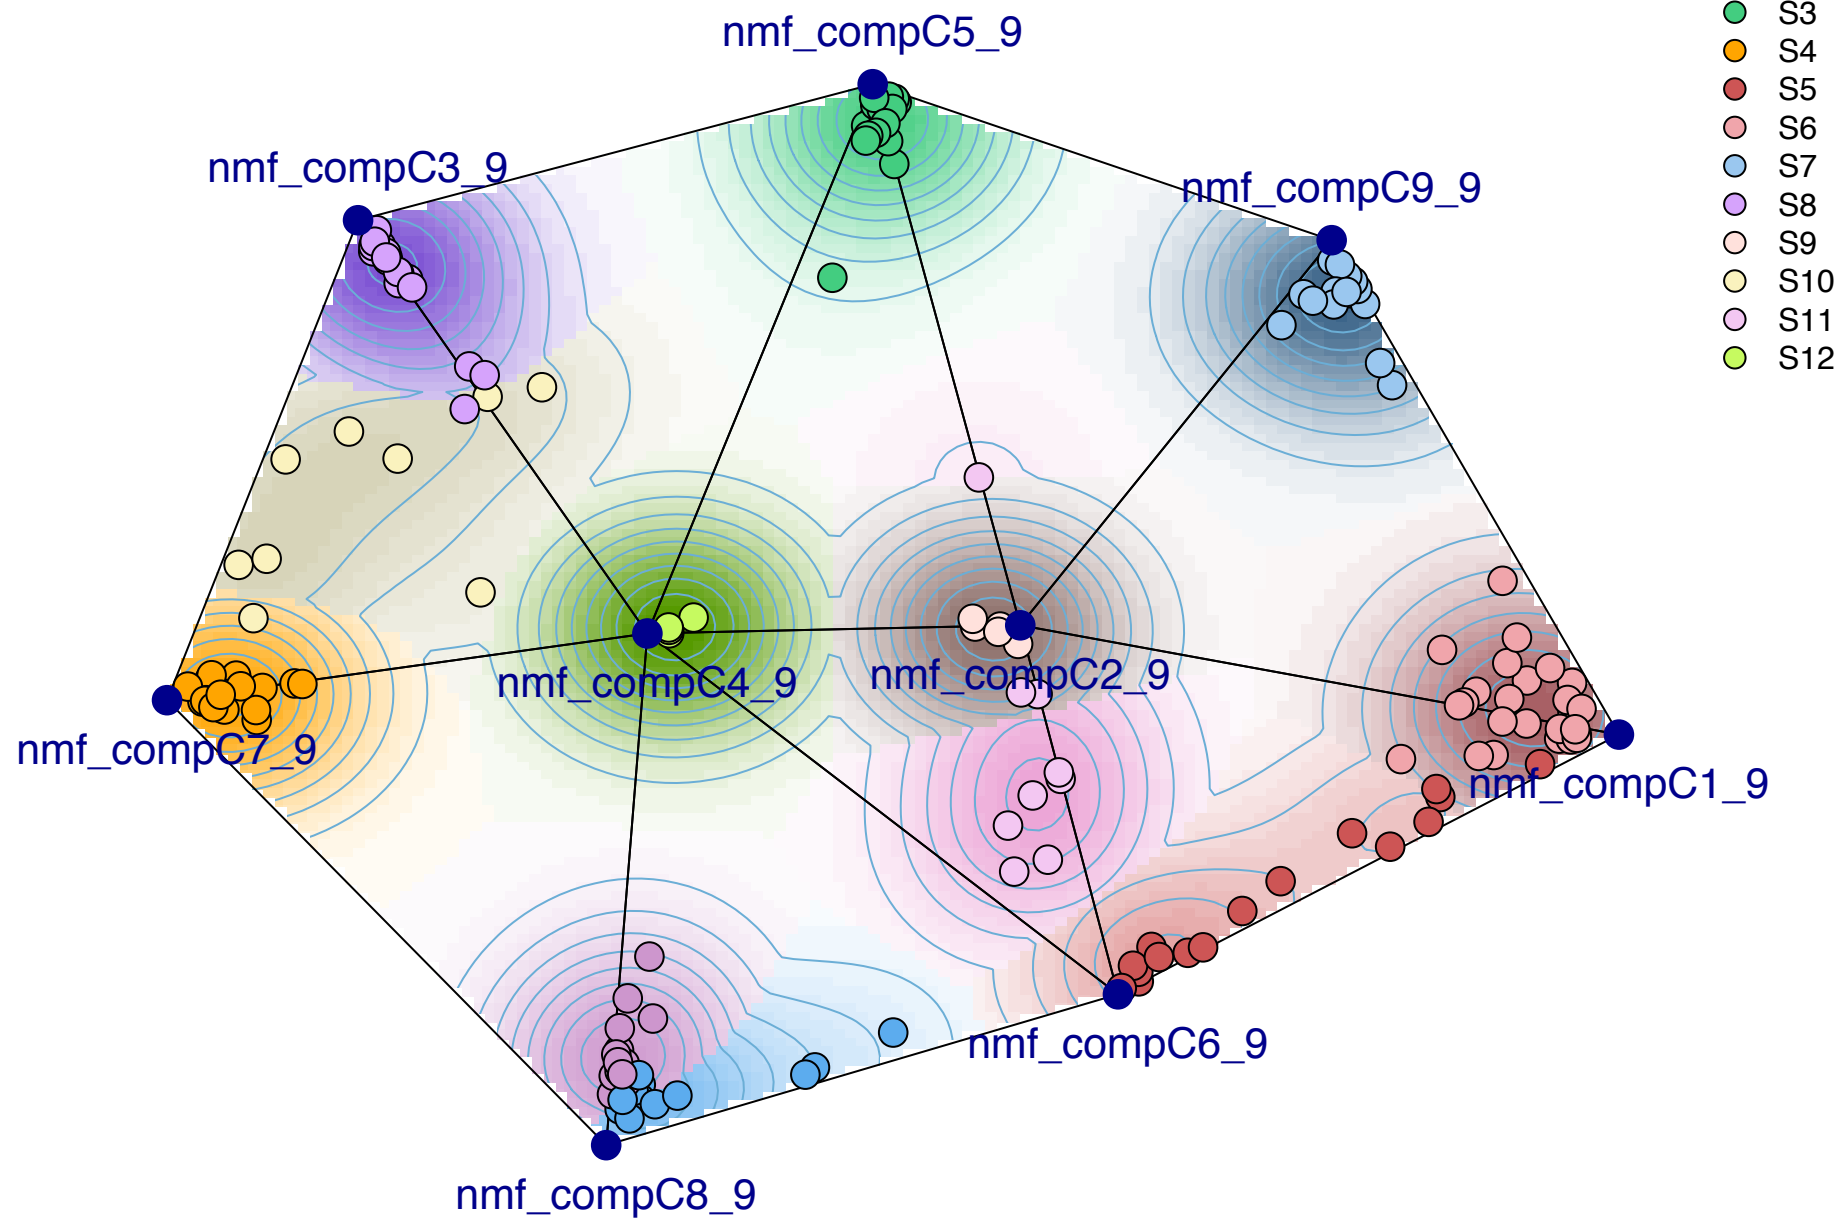 nmf_compC5_9
nmf_compC3_9
nmf_compC9_9
nmf_compC4_9
nmf_compC2_9
nmf_compC7_9
nmf_compC1_9
nmf_compC6_9
nmf_compC8_9
S3
S4
S5
S6
S7
S8
S9
S10
S11
S12